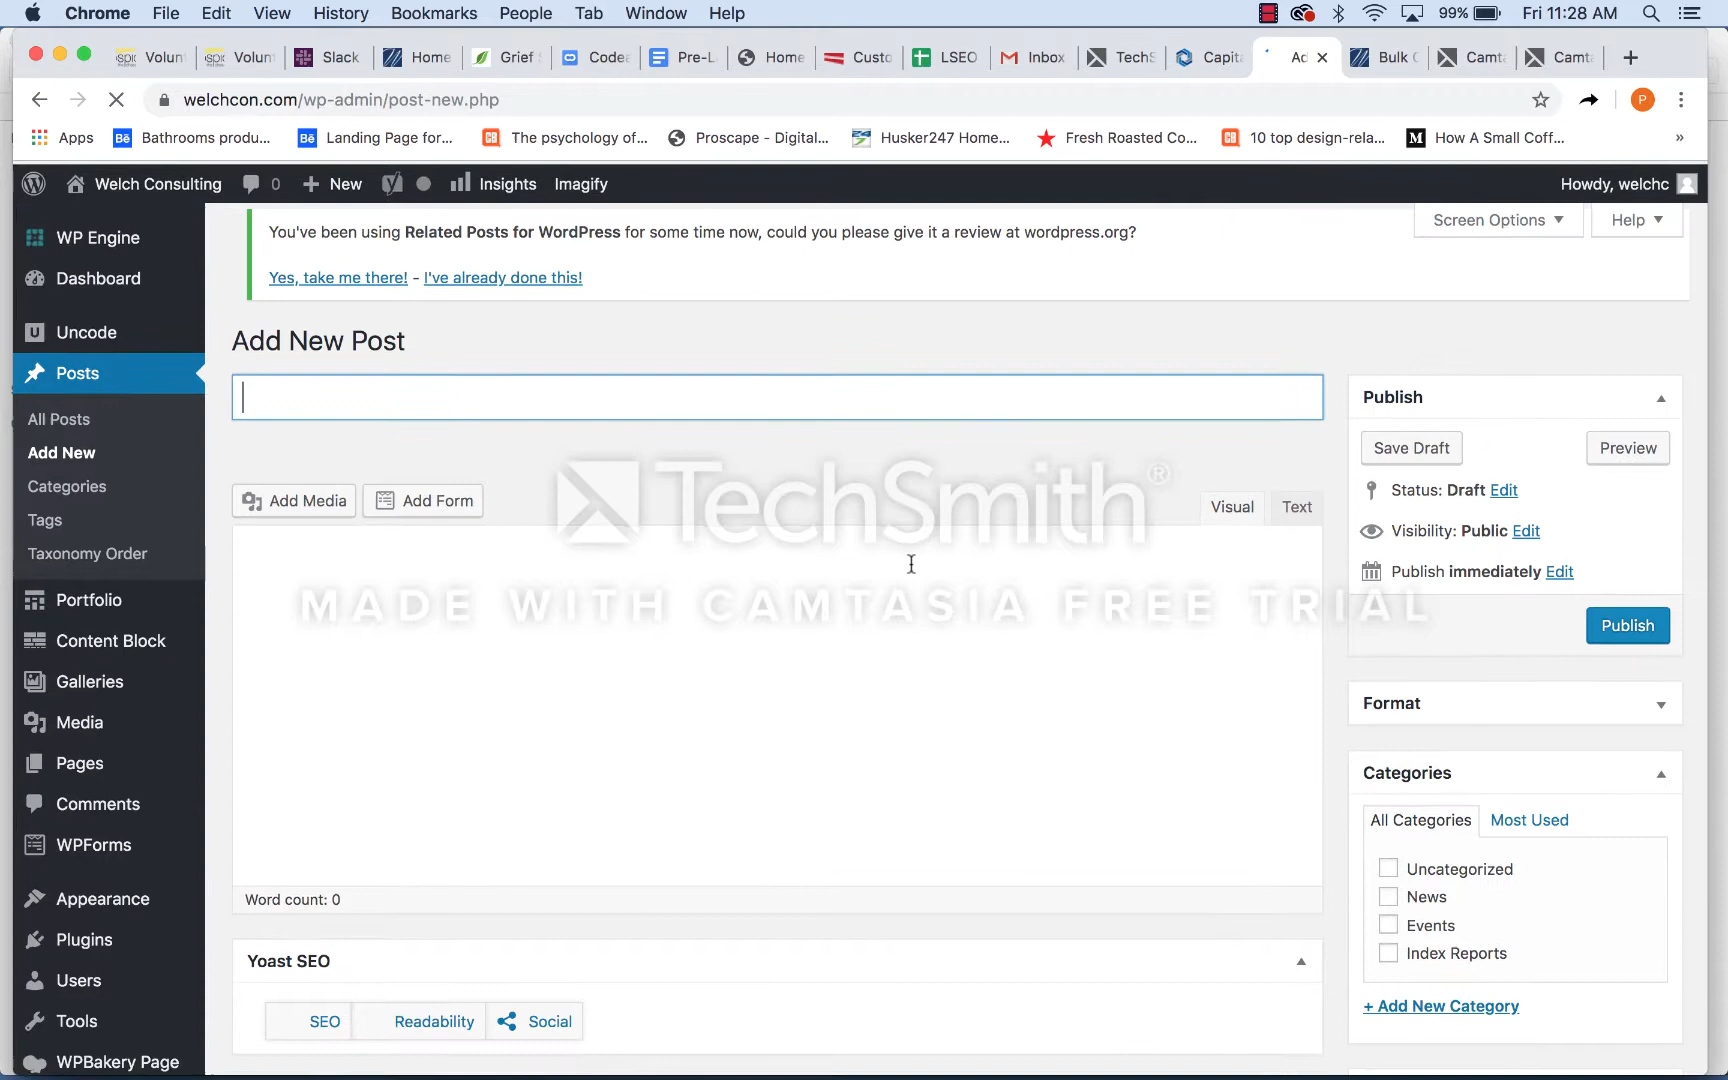 Chrome File Edit View History Bookmarks People Tab Window Help 99% Fri 11:28 AM
Volun Volun Slack Home Grief Codea Pre-L Home Custo LSEO Inbox TechS Capita Ad Bulk C Camta Camta
welchcon.com/wp-admin/post-new.php P
Apps Bē Bathrooms produ... Bē Landing Page for... CB The psychology of... Proscape - Digital... Husker247 Home... Fresh Roasted Co... CB 10 top design-rela... M How A Small Coff... »
Welch Consulting 0 + New Insights Imagify Howdy, welchc
WP Engine
Dashboard
Uncode
Posts
All Posts
Add New
Categories
Tags
Taxonomy Order
Portfolio
Content Block
Galleries
Media
Pages
Comments
WPForms
Appearance
Plugins
Users
Tools
WPBakery Page
Screen Options Help
You've been using Related Posts for WordPress for some time now, could you please give it a review at wordpress.org?
Yes, take me there! - I've already done this!
Add New Post
Add Media Add Form Visual Text
TechSmith®
MADE WITH CAMTASIA FREE TRIAL
Word count: 0
Yoast SEO
SEO Readability Social
Publish
Save Draft Preview
Status: Draft Edit
Visibility: Public Edit
Publish immediately Edit
Publish
Format
Categories
All Categories Most Used
Uncategorized
News
Events
Index Reports
+ Add New Category